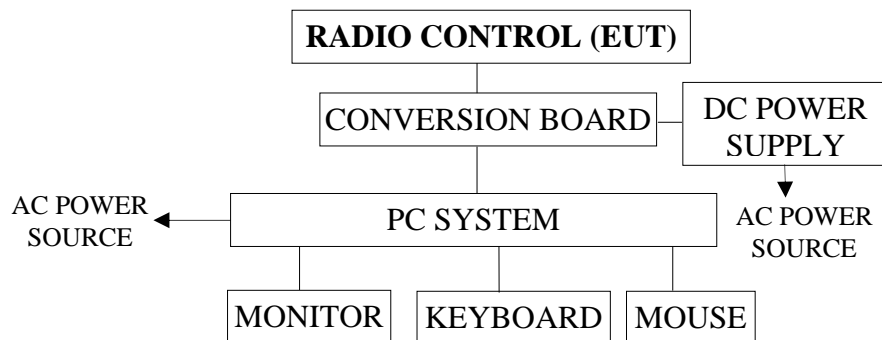 RADIO CONTROL (EUT)
CONVERSION BOARD
DC POWER
SUPPLY
AC POWER
SOURCE
PC SYSTEM
AC POWER
SOURCE
MONITOR
KEYBOARD
MOUSE